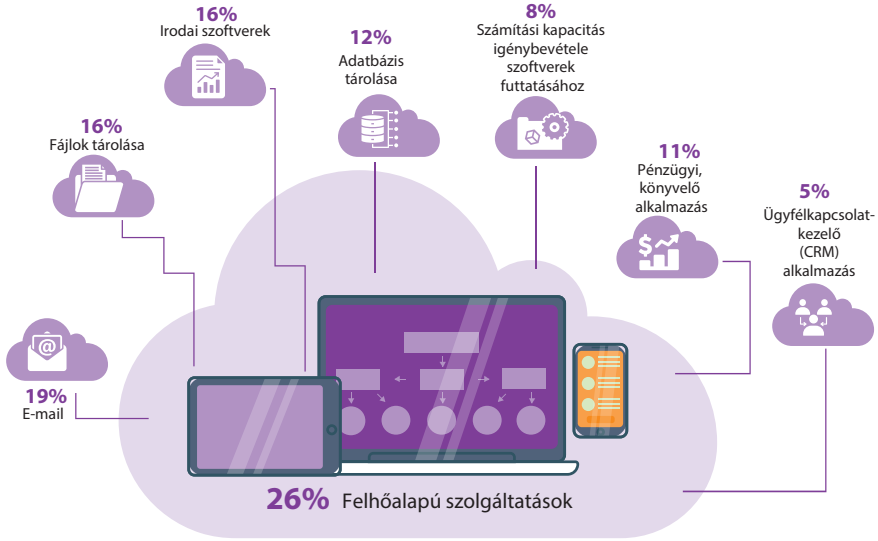 16%
Irodai szoftverek
16%
Fájlok tárolása
19%
E-mail
12%
Adatbázis
tárolása
8%
Számítási kapacitás
igénybevétele
szoftverek
futtatásához
11%
Pénzügyi,
könyvelő
alkalmazás
5%
Ügyfélkapcsolat-
kezelő
(CRM)
alkalmazás
@
$
26% Felhőalapú szolgáltatások